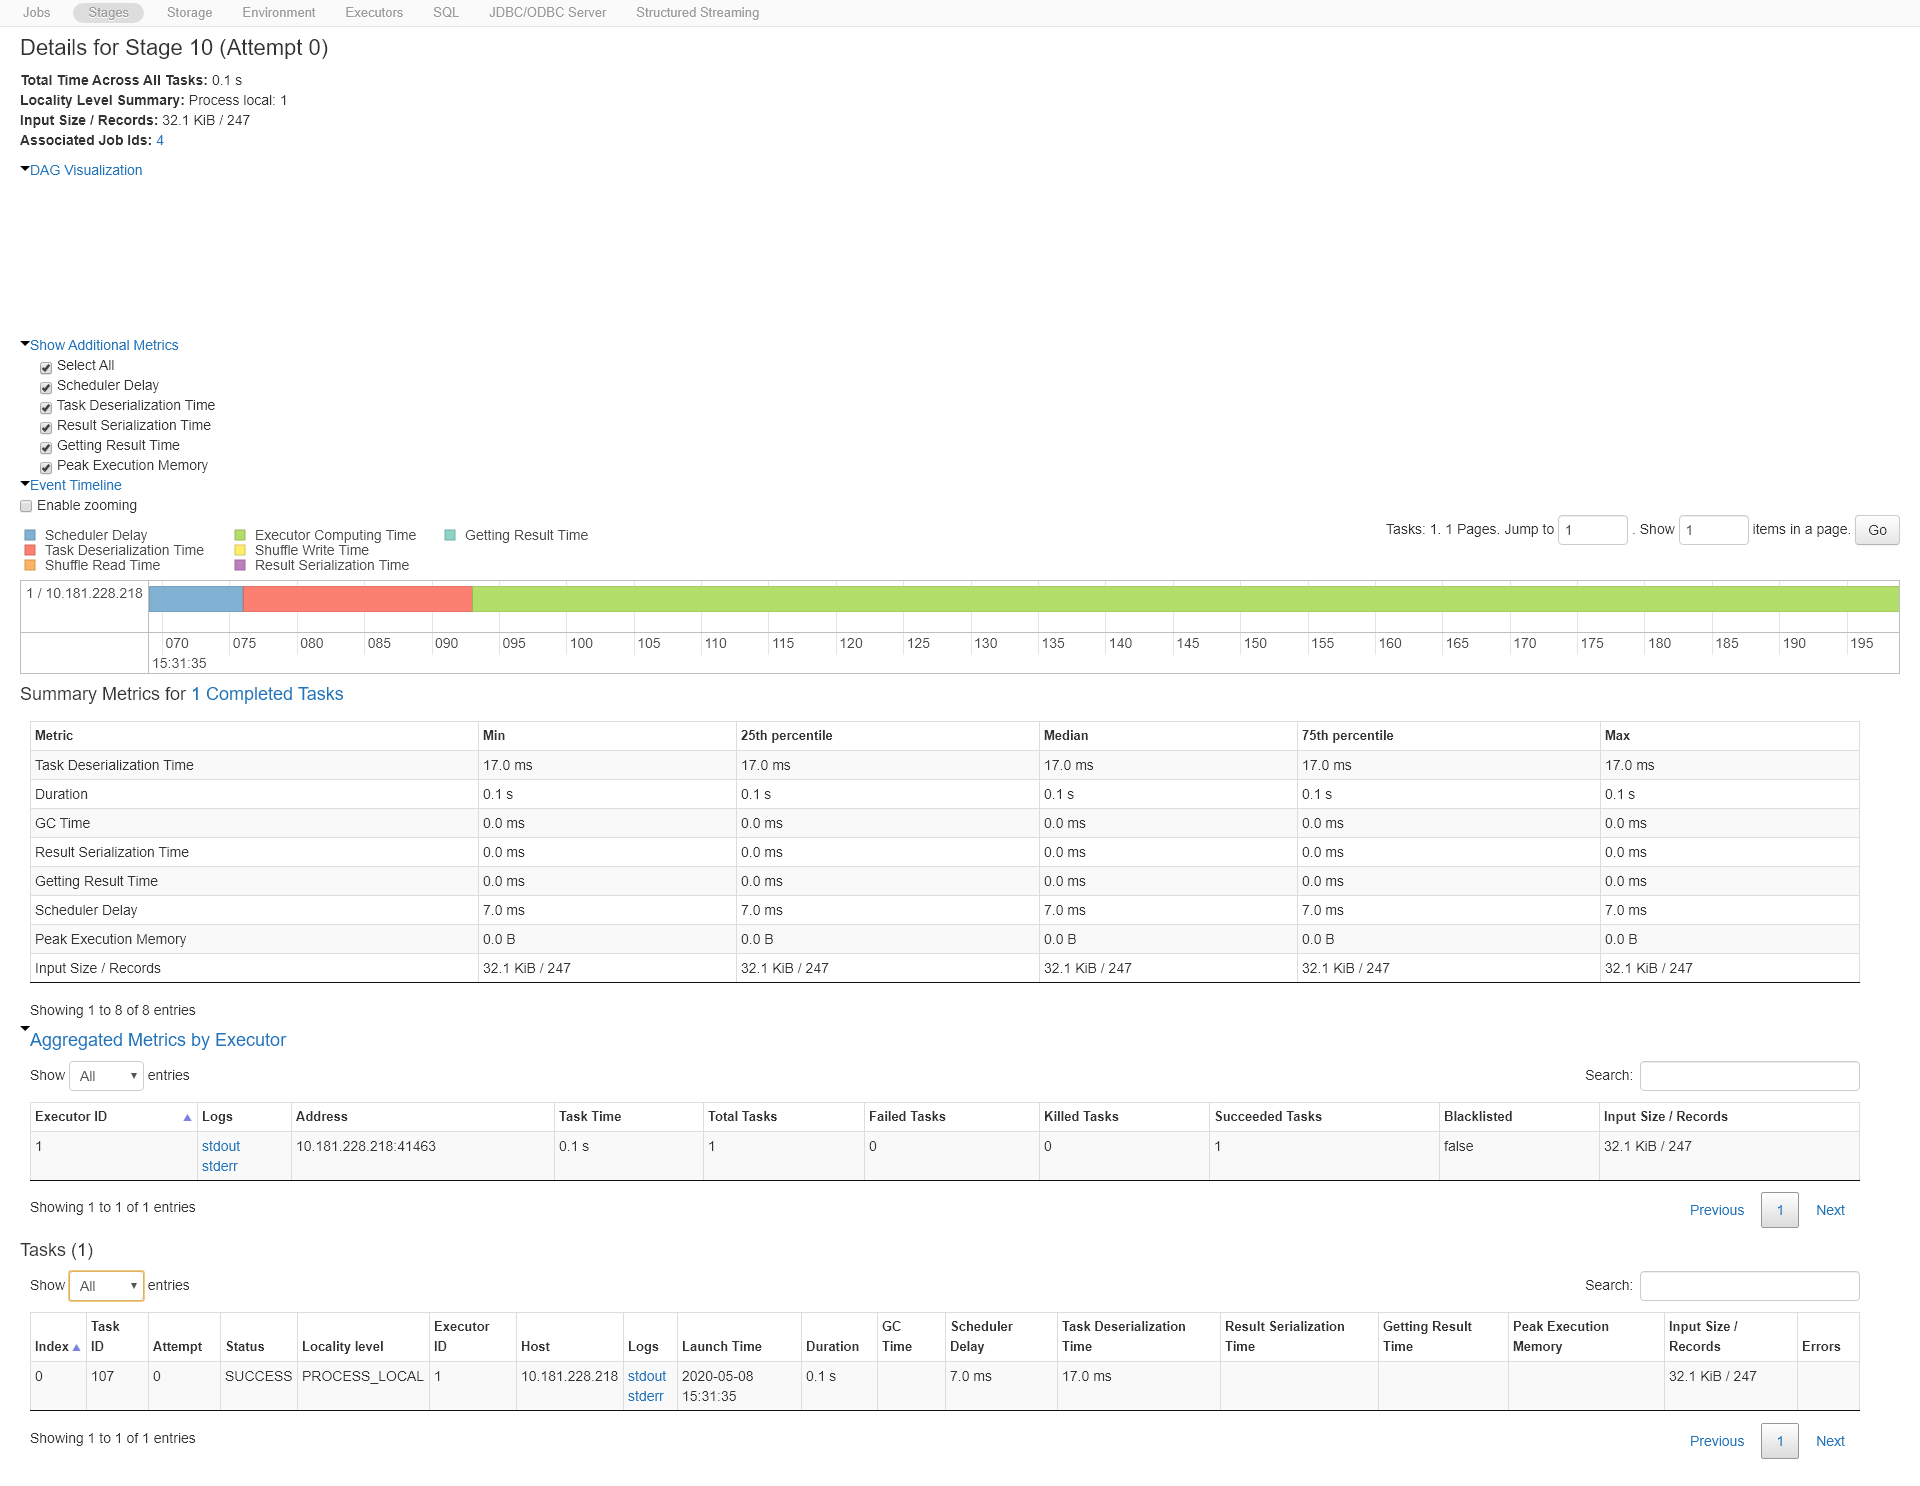 Jobs Stages Storage Environment Executors SQL JDBC/ODBC Server Structured Streaming
Details for Stage 10 (Attempt 0)
Total Time Across All Tasks: 0.1 s
Locality Level Summary: Process local: 1
Input Size / Records: 32.1 KiB / 247
Associated Job Ids: 4
DAG Visualization
Show Additional Metrics
Select All
Scheduler Delay
Task Deserialization Time
Result Serialization Time
Getting Result Time
Peak Execution Memory
Event Timeline
Enable zooming
Tasks: 1. 1 Pages. Jump to 1 . Show 1 items in a page. Go
Scheduler Delay Executor Computing Time Getting Result Time
Task Deserialization Time Shuffle Write Time
Shuffle Read Time Result Serialization Time
1 / 10.181.228.218
070 075 080 085 090 095 100 105 110 115 120 125 130 135 140 145 150 155 160 165 170 175 180 185 190 195
15:31:35
Summary Metrics for 1 Completed Tasks
Metric Min 25th percentile Median 75th percentile Max
Task Deserialization Time 17.0 ms 17.0 ms 17.0 ms 17.0 ms 17.0 ms
Duration 0.1 s 0.1 s 0.1 s 0.1 s 0.1 s
GC Time 0.0 ms 0.0 ms 0.0 ms 0.0 ms 0.0 ms
Result Serialization Time 0.0 ms 0.0 ms 0.0 ms 0.0 ms 0.0 ms
Getting Result Time 0.0 ms 0.0 ms 0.0 ms 0.0 ms 0.0 ms
Scheduler Delay 7.0 ms 7.0 ms 7.0 ms 7.0 ms 7.0 ms
Peak Execution Memory 0.0 B 0.0 B 0.0 B 0.0 B 0.0 B
Input Size / Records 32.1 KiB / 247 32.1 KiB / 247 32.1 KiB / 247 32.1 KiB / 247 32.1 KiB / 247
Showing 1 to 8 of 8 entries
Aggregated Metrics by Executor
Show All entries Search:
Executor ID Logs Address Task Time Total Tasks Failed Tasks Killed Tasks Succeeded Tasks Blacklisted Input Size / Records
1 stdout 10.181.228.218:41463 0.1 s 1 0 0 1 false 32.1 KiB / 247
stderr
Showing 1 to 1 of 1 entries Previous 1 Next
Tasks (1)
Show All entries Search:
Task Executor GC Scheduler Task Deserialization Result Serialization Getting Result Peak Execution Input Size /
Index ID Attempt Status Locality level ID Host Logs Launch Time Duration Time Delay Time Time Time Memory Records Errors
0 107 0 SUCCESS PROCESS_LOCAL 1 10.181.228.218 stdout 2020-05-08 0.1 s 7.0 ms 17.0 ms 32.1 KiB / 247
stderr 15:31:35
Showing 1 to 1 of 1 entries Previous 1 Next